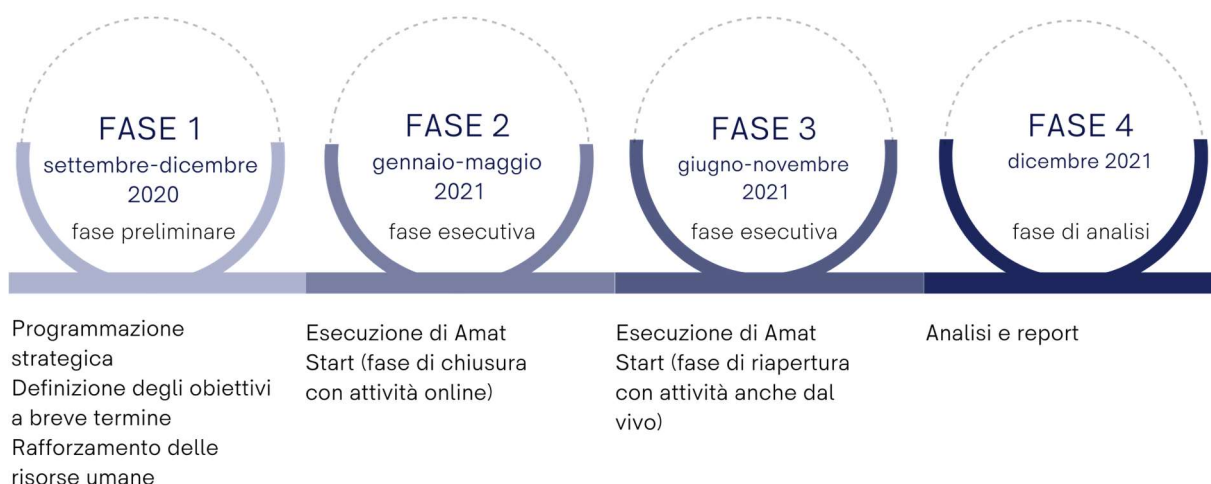 FASE 1
settembre-dicembre
2020
fase preliminare
FASE 2
gennaio-maggio
2021
fase esecutiva
FASE 3
giugno-novembre
2021
fase esecutiva
FASE 4
dicembre 2021
fase di analisi
Programmazione
strategica
Definizione degli obiettivi
a breve termine
Rafforzamento delle
risorse umane
Esecuzione di Amat
Start (fase di chiusura
con attività online)
Esecuzione di Amat
Start (fase di riapertura
con attività anche dal
vivo)
Analisi e report